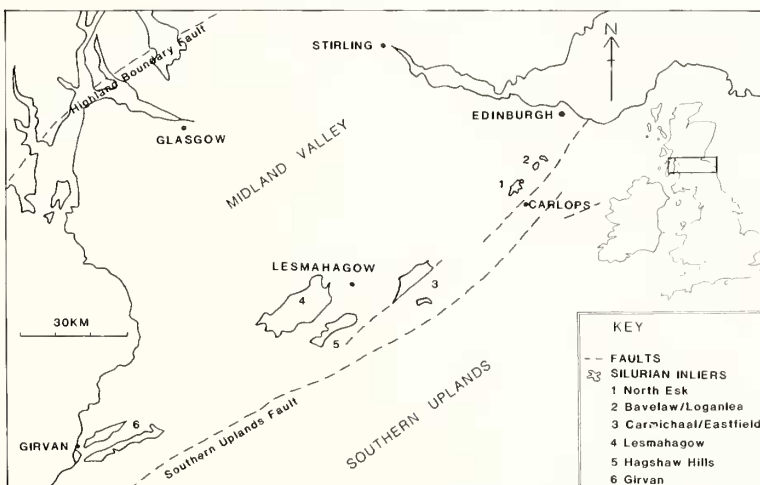 Highland Boundary Fault
STIRLING
N
GLASGOW
EDINBURGH
MIDLAND VALLEY
2
1
CARLOPS
LESMAHAGOW
3
4
5
30KM
6
GIRVAN
Southern Uplands Fault
SOUTHERN UPLANDS
KEY
FAULTS
SILURIAN INLIERS
1 North Esk
2 Bavelaw/Loganlea
3 Carmichael/Eastfield
4 Lesmahagow
5 Hagshaw Hills
6 Girvan